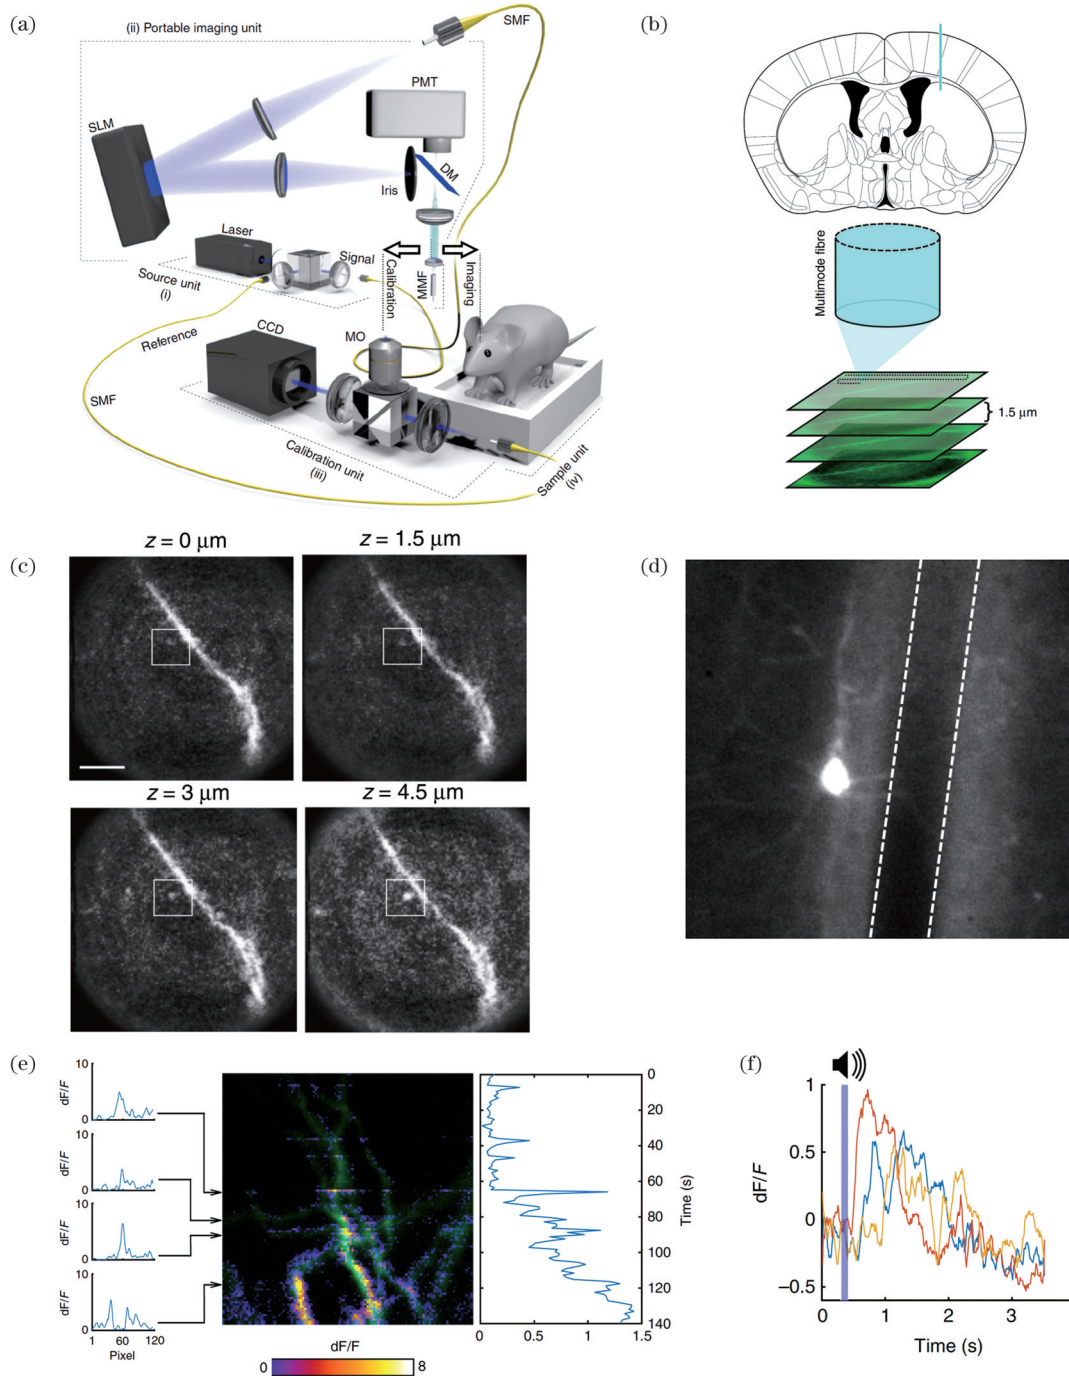 (a)
(ii) Portable imaging unit
SMF
PMT
SLM
DM
Iris
Laser
Signal
Source unit
(i)
Calibration
MMF
Imaging
Reference
CCD
MO
SMF
Calibration unit
(iii)
Sample unit
(iv)
(b)
Multimode fibre
1.5 μm
(c)
z = 0 μm
z = 1.5 μm
z = 3 μm
z = 4.5 μm
(d)
(e)
10
dF/F
0
10
dF/F
0
10
dF/F
0
10
dF/F
0
1 60 120
Pixel
dF/F
0 8
0
20
40
60
80
100
120
140
Time (s)
0 0.5 1 1.5
(f)
1
0.5
0
−0.5
dF/F
0 1 2 3
Time (s)